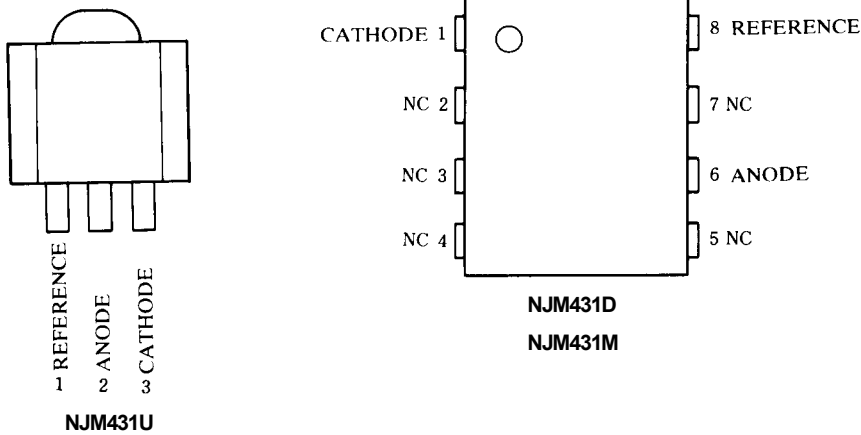 1 REFERENCE
2 ANODE
3 CATHODE
NJM431U
CATHODE 1
NC 2
NC 3
NC 4
8 REFERENCE
7 NC
6 ANODE
5 NC
NJM431D
NJM431M